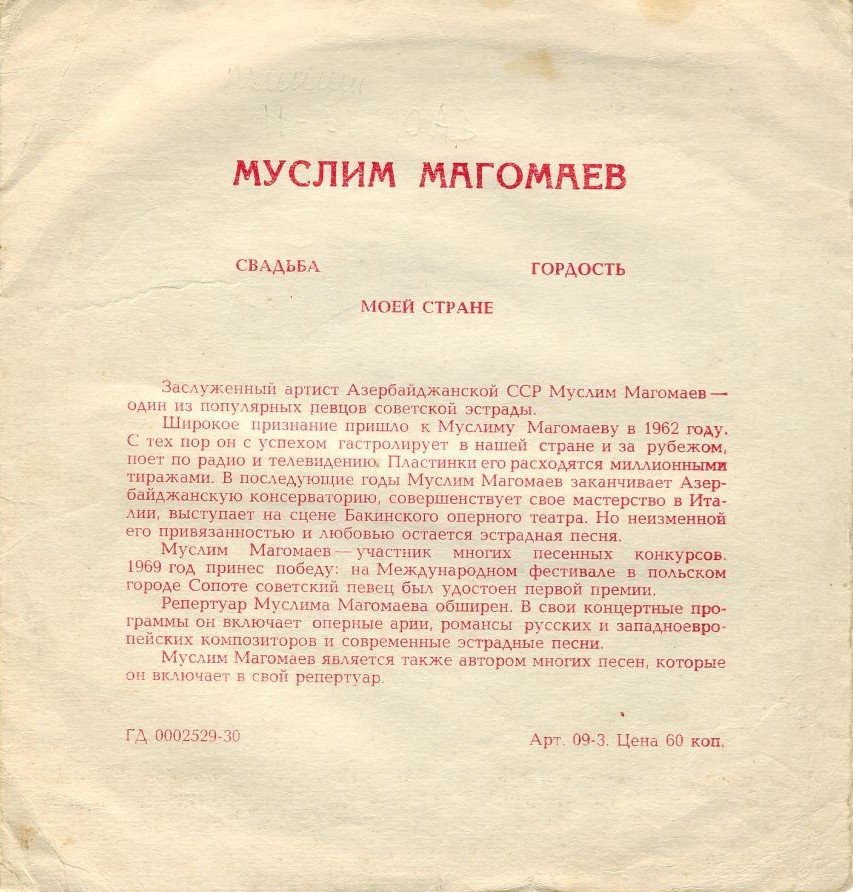 МУСЛИМ МАГОМАЕВ
СВАДЬБА ГОРДОСТЬ
МОЕЙ СТРАНЕ
Заслуженный артист Азербайджанской ССР Муслим Магомаев —
один из популярных певцов советской эстрады.
Широкое признание пришло к Муслиму Магомаеву в 1962 году.
С тех пор он с успехом гастролирует в нашей стране и за рубежом,
поет по радио и телевидению. Пластинки его расходятся миллионными
тиражами. В последующие годы Муслим Магомаев заканчивает Азер-
байджанскую консерваторию, совершенствует свое мастерство в Ита-
лии, выступает на сцене Бакинского оперного театра. Но неизменной
его привязанностью и любовью остается эстрадная песня.
Муслим Магомаев — участник многих песенных конкурсов.
1969 год принес победу: на Международном фестивале в польском
городе Сопоте советский певец был удостоен первой премии.
Репертуар Муслима Магомаева обширен. В свои концертные про-
граммы он включает оперные арии, романсы русских и западноевро-
пейских композиторов и современные эстрадные песни.
Муслим Магомаев является также автором многих песен, которые
он включает в свой репертуар.
ГД 0002529-30 Арт. 09-3. Цена 60 коп.